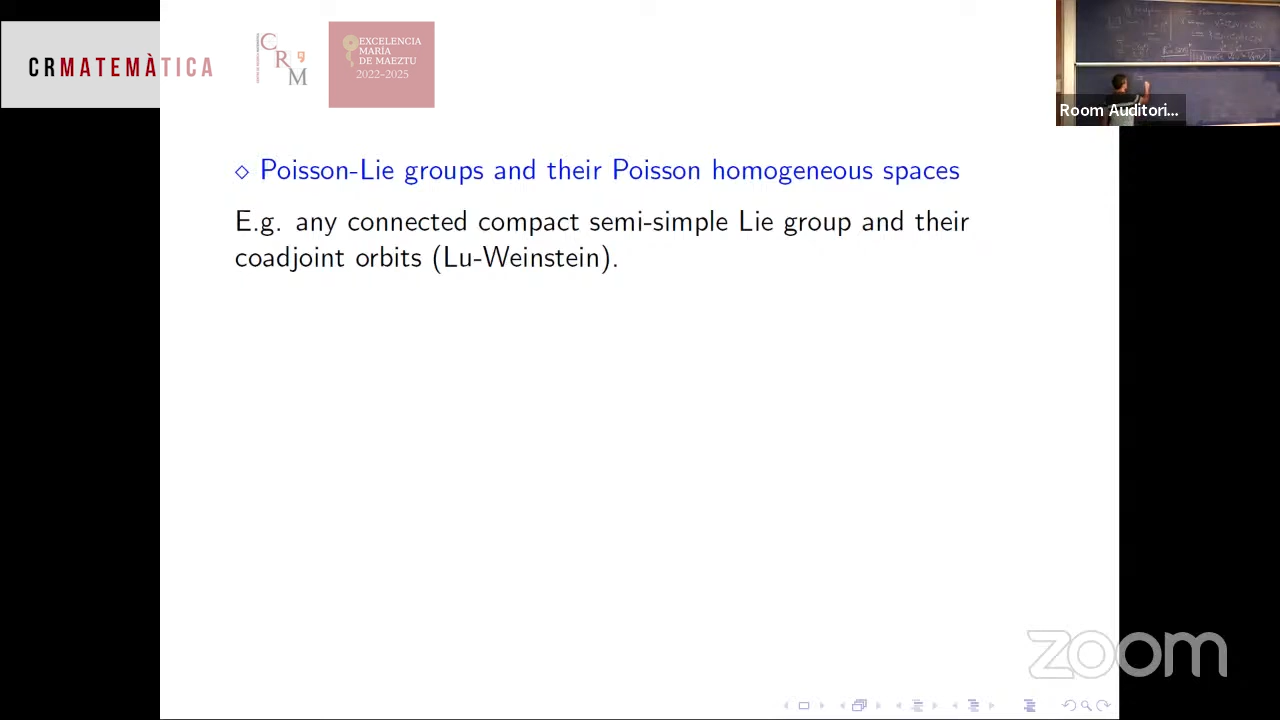 CRMATEMÀTICA
CRM
EXCELENCIA
MARÍA
DE MAEZTU
2022-2025
Room Auditori...
◇ Poisson-Lie groups and their Poisson homogeneous spaces
E.g. any connected compact semi-simple Lie group and their
coadjoint orbits (Lu-Weinstein).
zoom